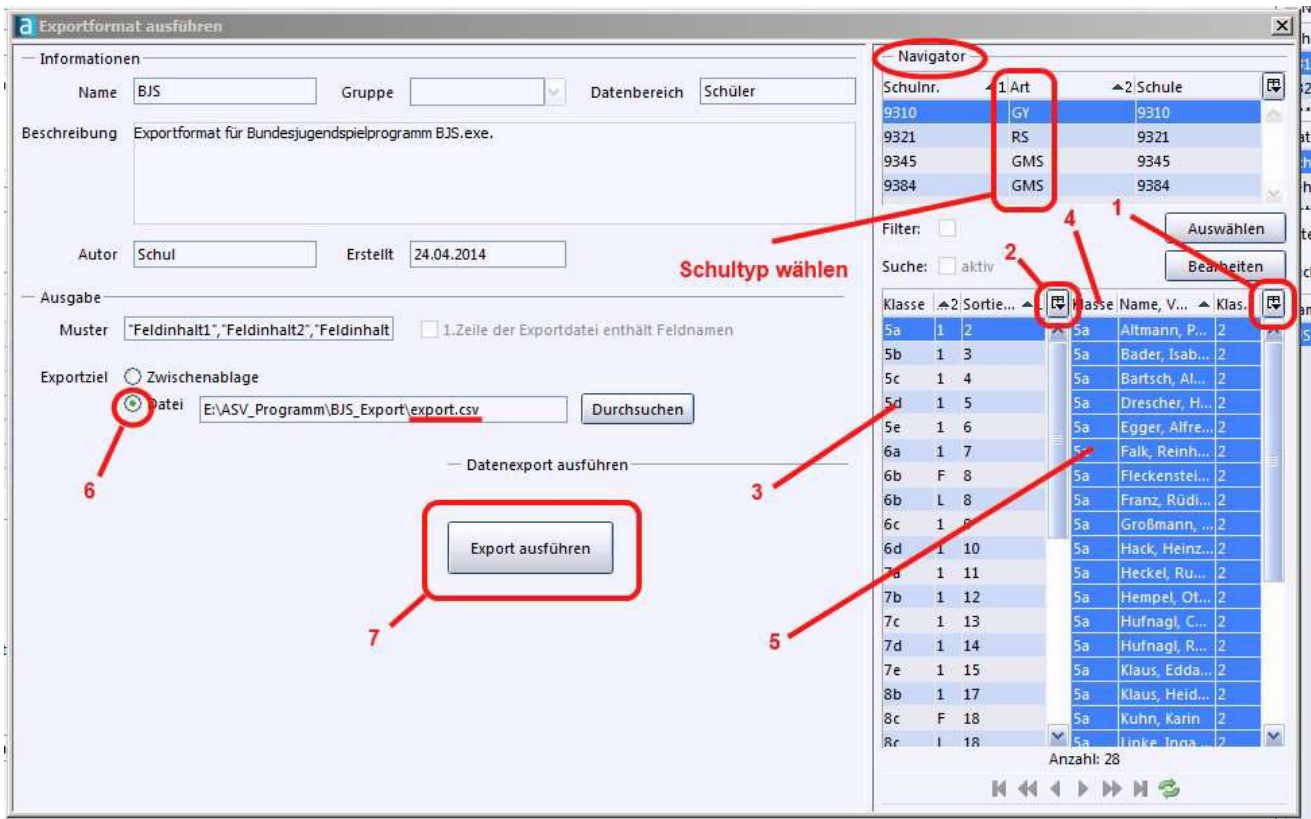 a Exportformat ausführen
Informationen
Name BJS Gruppe Datenbereich Schüler
Beschreibung Exportformat für Bundesjugendspielprogramm BJS.exe.
Autor Schul Erstellt 24.04.2014
Schultyp wählen
Ausgabe
Muster "Feldinhalt1","Feldinhalt2","Feldinhalt 1.Zeile der Exportdatei enthält Feldnamen
Exportziel Zwischenablage
Datei E:\ASV_Programm\BJS_Export\export.csv Durchsuchen
6
Datenexport ausführen
3
Export ausführen
7
5
Navigator
Schulnr. 1 Art 2 Schule
9310 GY 9310
9321 RS 9321
9345 GMS 9345
9384 GMS 9384
4 1
Filter: Auswählen
2
Suche: aktiv Bearbeiten
Klasse 2 Sortie... Klasse Name, V... Klas...
5a 1 2 5a Altmann, P... 2
5b 1 3 5a Bader, Isab... 2
5c 1 4 5a Bartsch, Al... 2
5d 1 5 5a Drescher, H... 2
5e 1 6 5a Egger, Alfre... 2
6a 1 7 5a Falk, Reinh... 2
6b F 8 5a Fleckenstei... 2
6b L 8 5a Franz, Rüdi... 2
6c 1 9 5a Großmann, ... 2
6d 1 10 5a Hack, Heinz... 2
7a 1 11 5a Heckel, Ru... 2
7b 1 12 5a Hempel, Ot... 2
7c 1 13 5a Hufnagl, C... 2
7d 1 14 5a Hufnagl, R... 2
7e 1 15 5a Klaus, Edda... 2
8b 1 17 5a Klaus, Heid... 2
8c F 18 5a Kuhn, Karin 2
8c L 18 5a Linke, Inga 2
Anzahl: 28